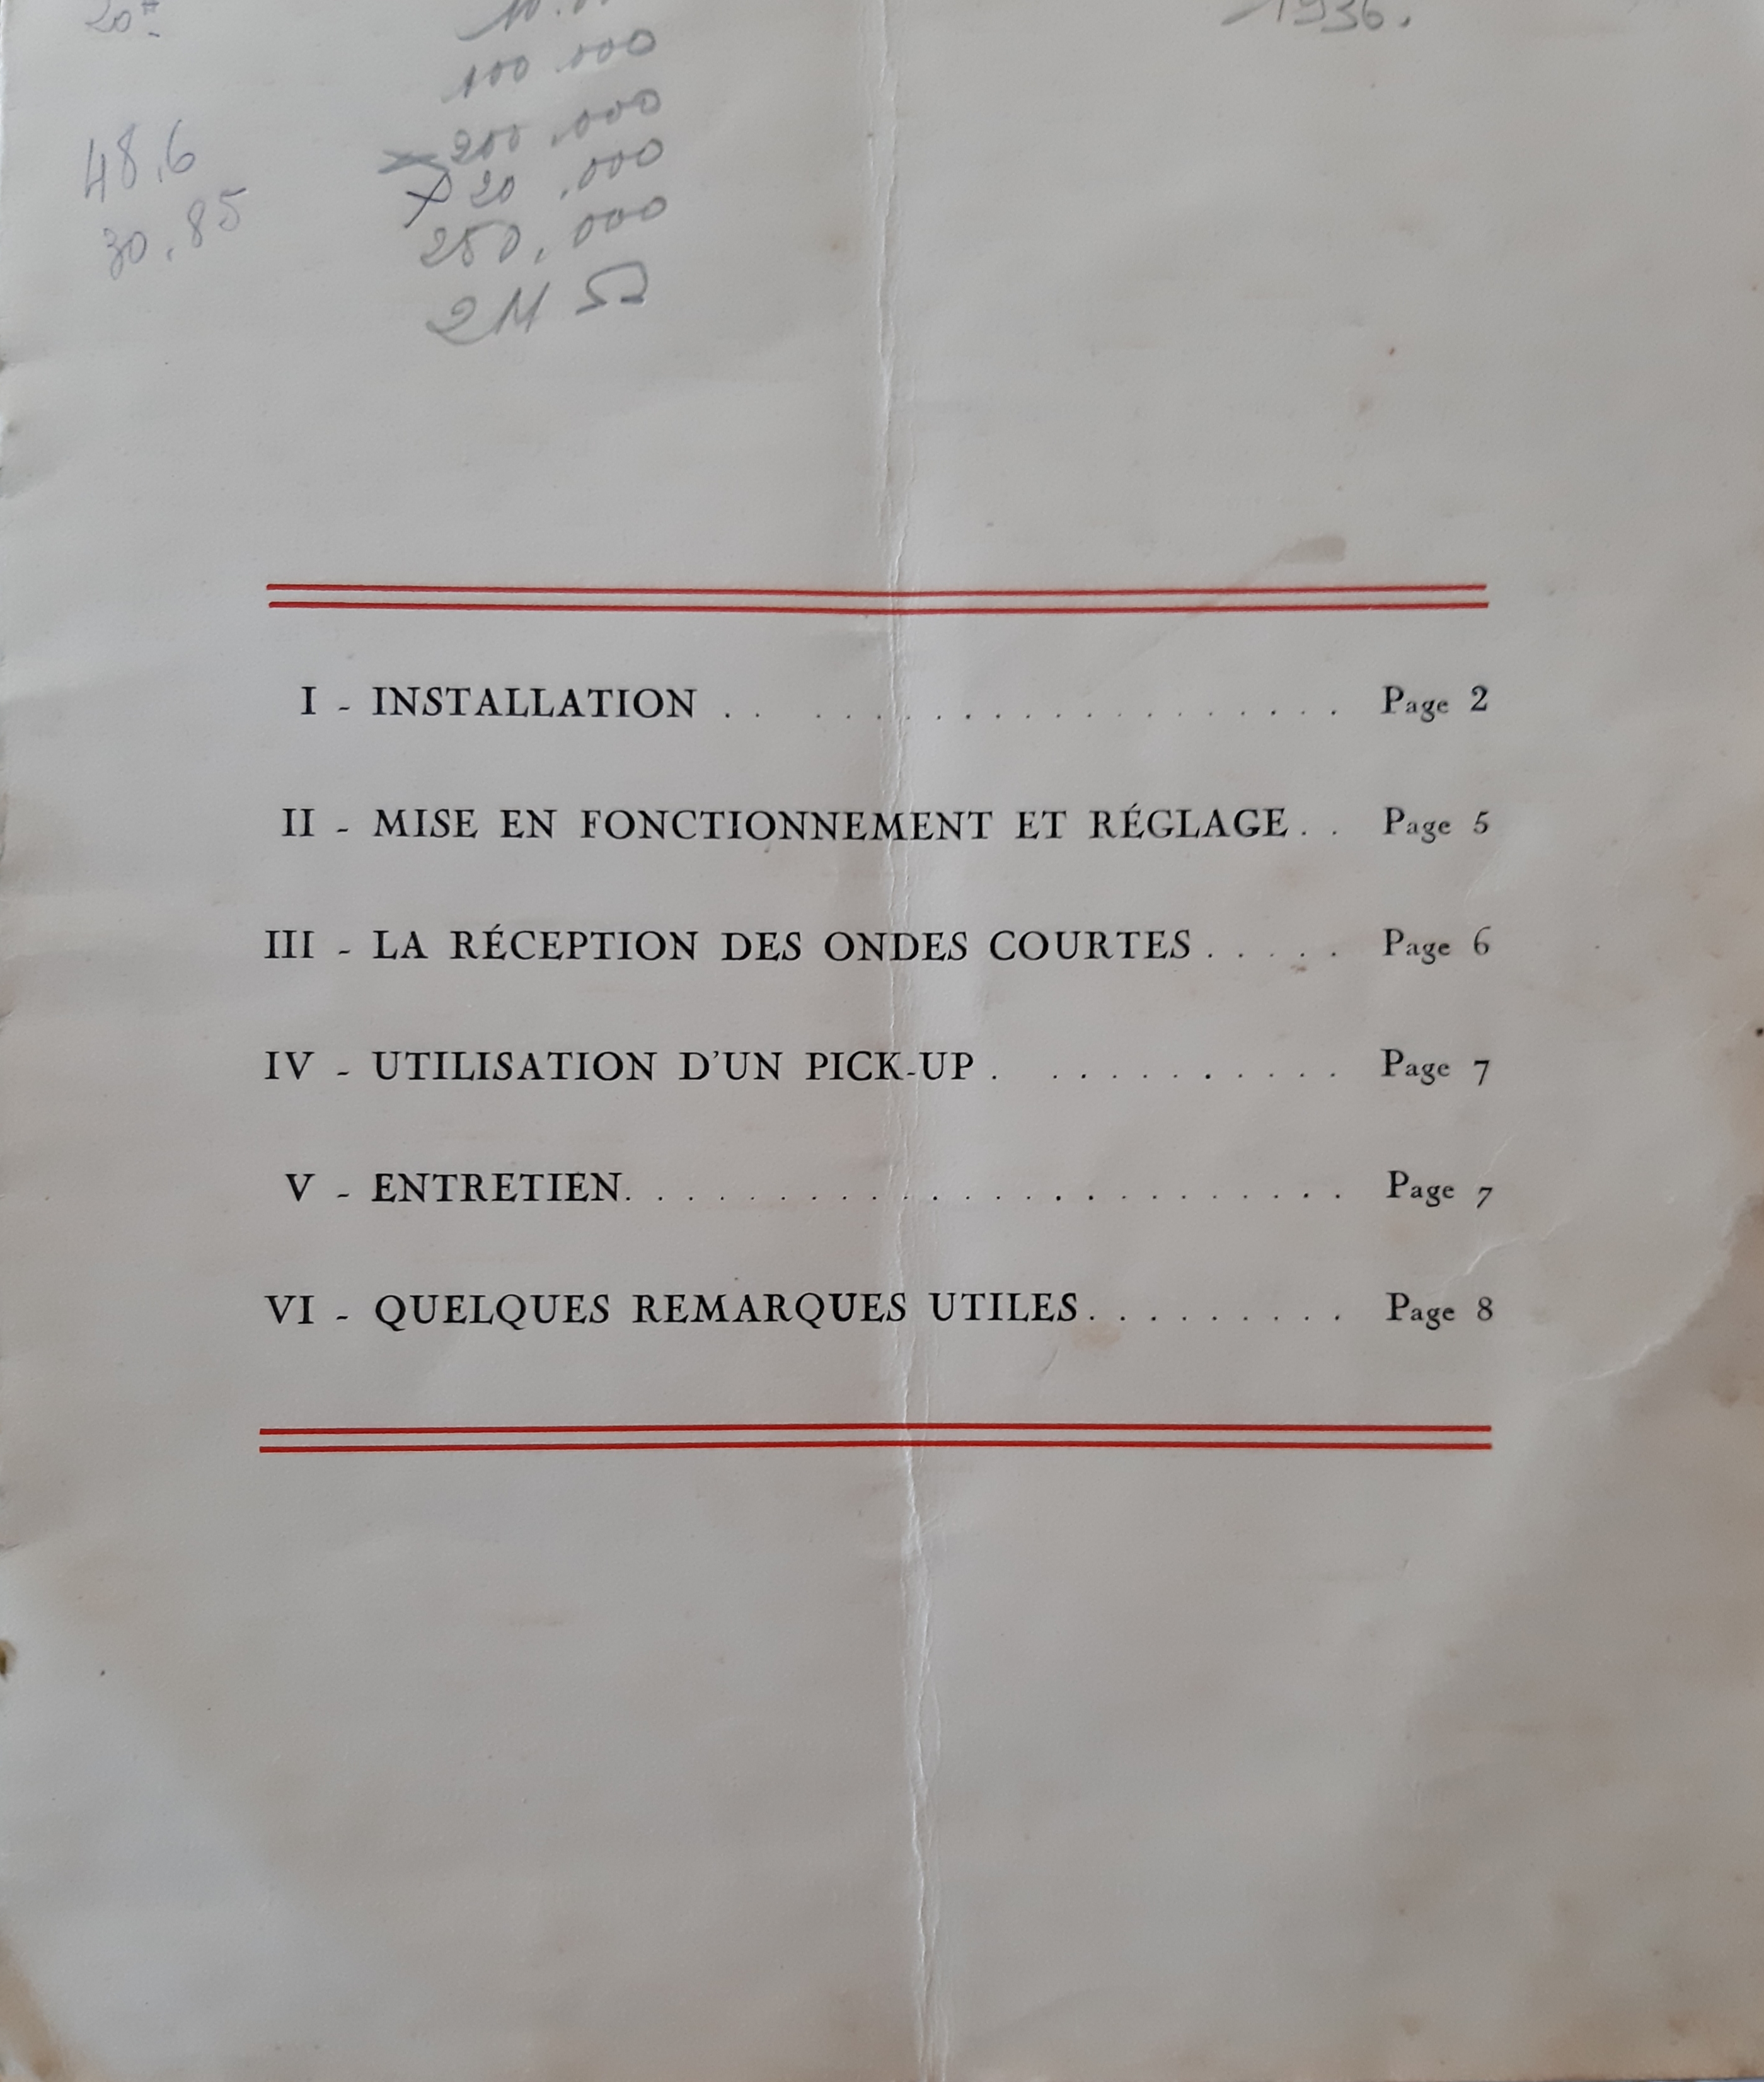 1936.
100 000
48,6
200.000
20.000
30,85
250,000
I - INSTALLATION . . . . . . . . . . . . . . . . . . . . Page 2
II - MISE EN FONCTIONNEMENT ET RÉGLAGE. . Page 5
III - LA RÉCEPTION DES ONDES COURTES . . . . . Page 6
IV - UTILISATION D'UN PICK-UP . . . . . . . . . . . . Page 7
V - ENTRETIEN. . . . . . . . . . . . . . . . . . . . . . . . Page 7
VI - QUELQUES REMARQUES UTILES . . . . . . . . . . Page 8